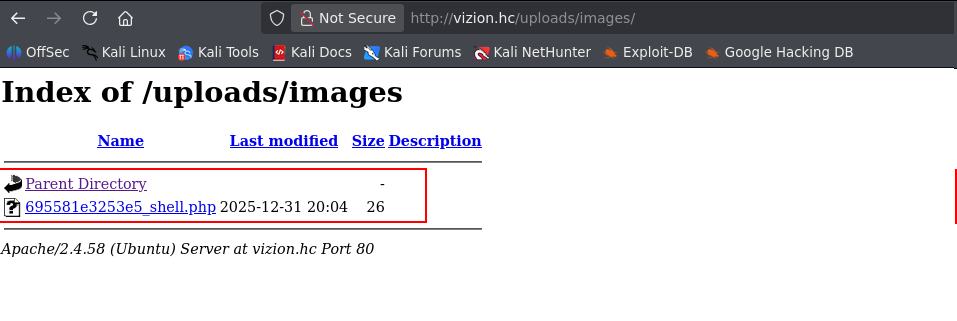 Not Secure http://vizion.hc/uploads/images/
OffSec Kali Linux Kali Tools Kali Docs Kali Forums Kali NetHunter Exploit-DB Google Hacking DB
Index of /uploads/images
Name Last modified Size Description
Parent Directory -
695581e3253e5_shell.php 2025-12-31 20:04 26
Apache/2.4.58 (Ubuntu) Server at vizion.hc Port 80